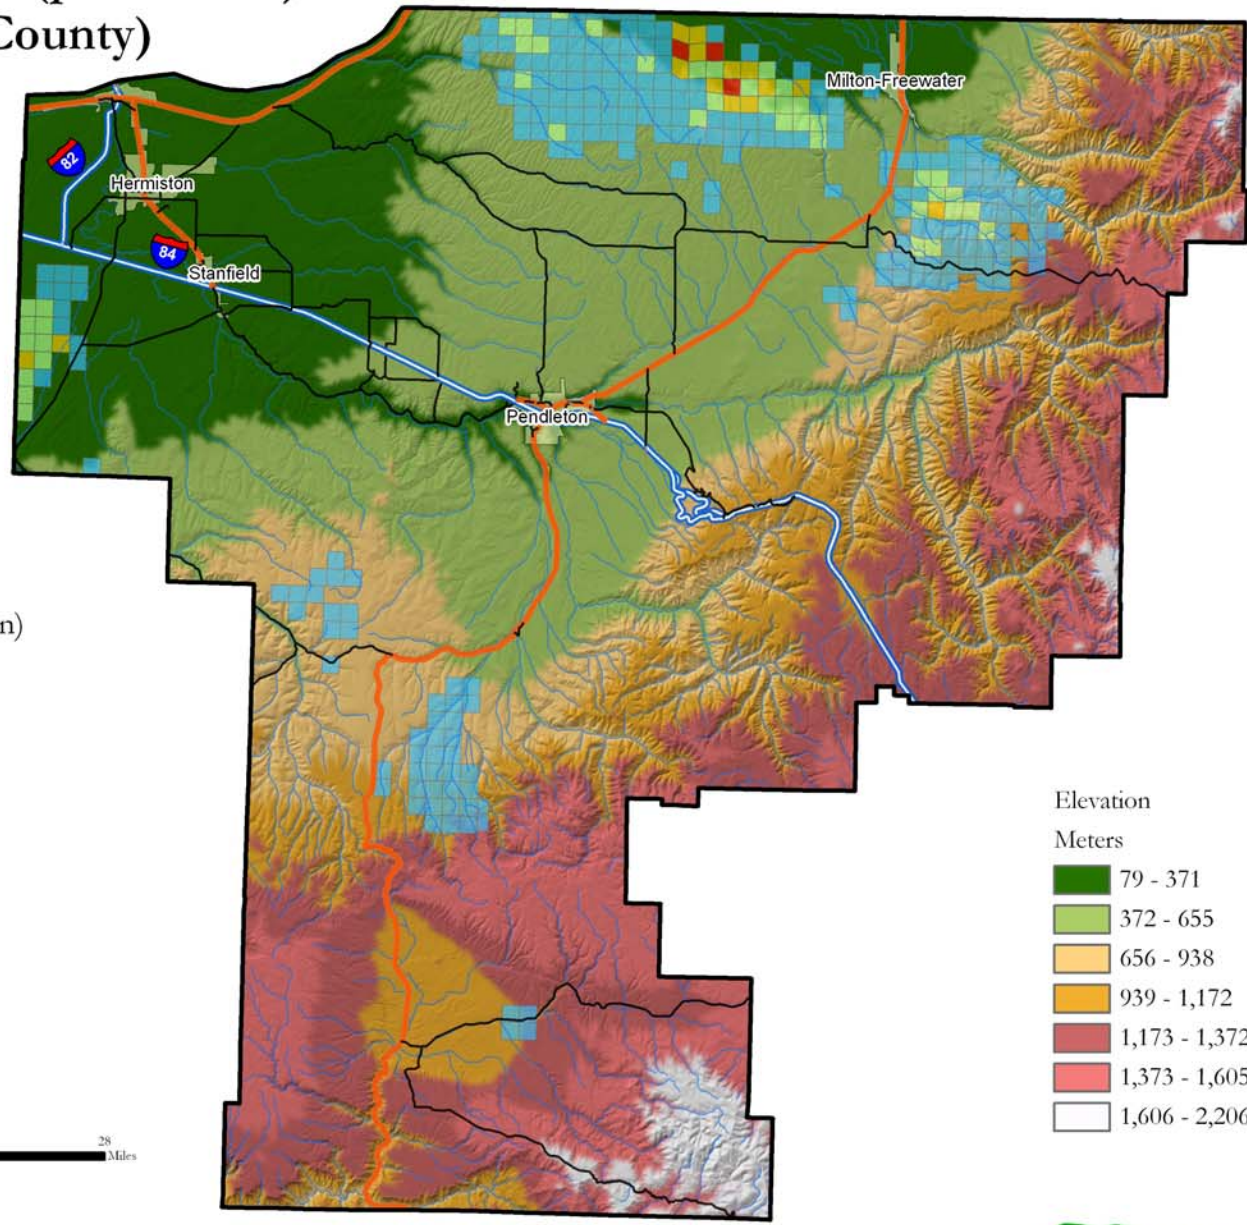 County)
Milton-Freewater
82
Hermiston
84
Stanfield
Pendleton
n)
Elevation
Meters
79 - 371
372 - 655
656 - 938
939 - 1,172
1,173 - 1,372
1,373 - 1,605
1,606 - 2,206
28
Miles